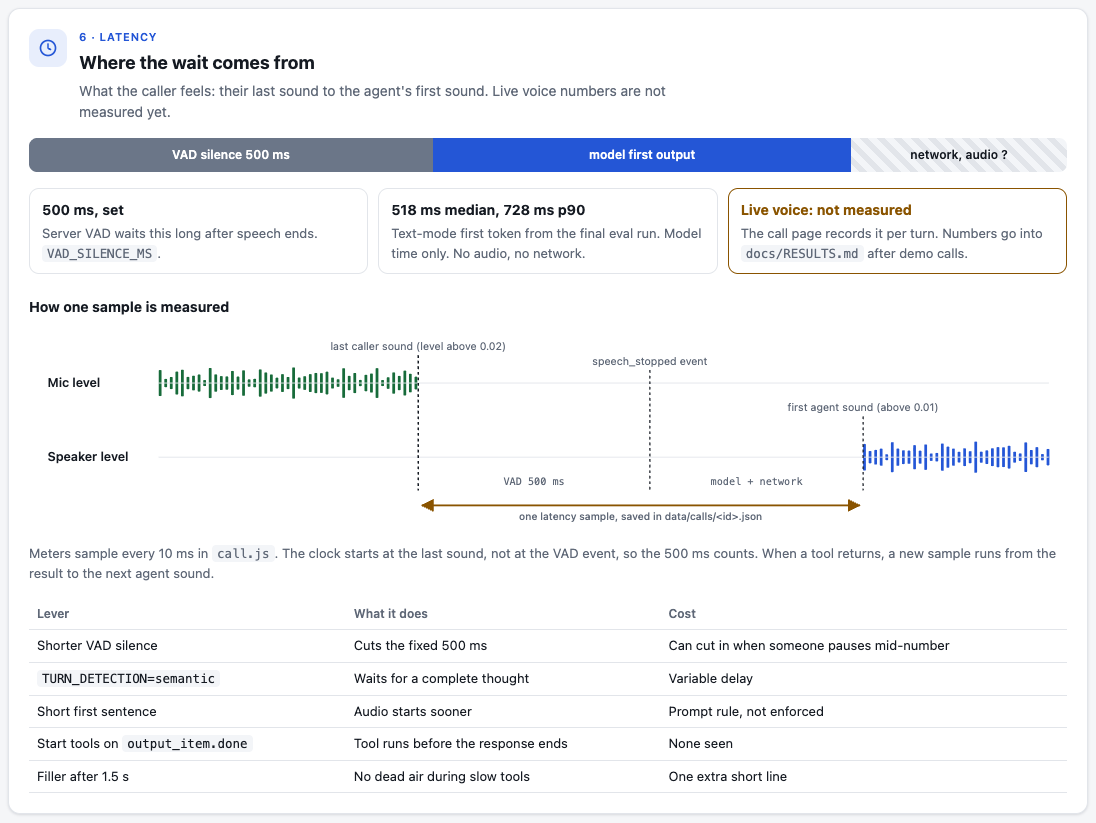 6 · LATENCY
Where the wait comes from
What the caller feels: their last sound to the agent's first sound. Live voice numbers are not
measured yet.
VAD silence 500 ms
model first output
network, audio ?
500 ms, set
Server VAD waits this long after speech ends.
VAD_SILENCE_MS .
518 ms median, 728 ms p90
Text-mode first token from the final eval run. Model
time only. No audio, no network.
Live voice: not measured
The call page records it per turn. Numbers go into
docs/RESULTS.md after demo calls.
How one sample is measured
last caller sound (level above 0.02)
speech_stopped event
Mic level
first agent sound (above 0.01)
Speaker level
VAD 500 ms
model + network
one latency sample, saved in data/calls/<id>.json
Meters sample every 10 ms in call.js . The clock starts at the last sound, not at the VAD event, so the 500 ms counts. When a tool returns, a new sample runs from the
result to the next agent sound.
Lever What it does Cost
Shorter VAD silence Cuts the fixed 500 ms Can cut in when someone pauses mid-number
TURN_DETECTION=semantic Waits for a complete thought Variable delay
Short first sentence Audio starts sooner Prompt rule, not enforced
Start tools on output_item.done Tool runs before the response ends None seen
Filler after 1.5 s No dead air during slow tools One extra short line